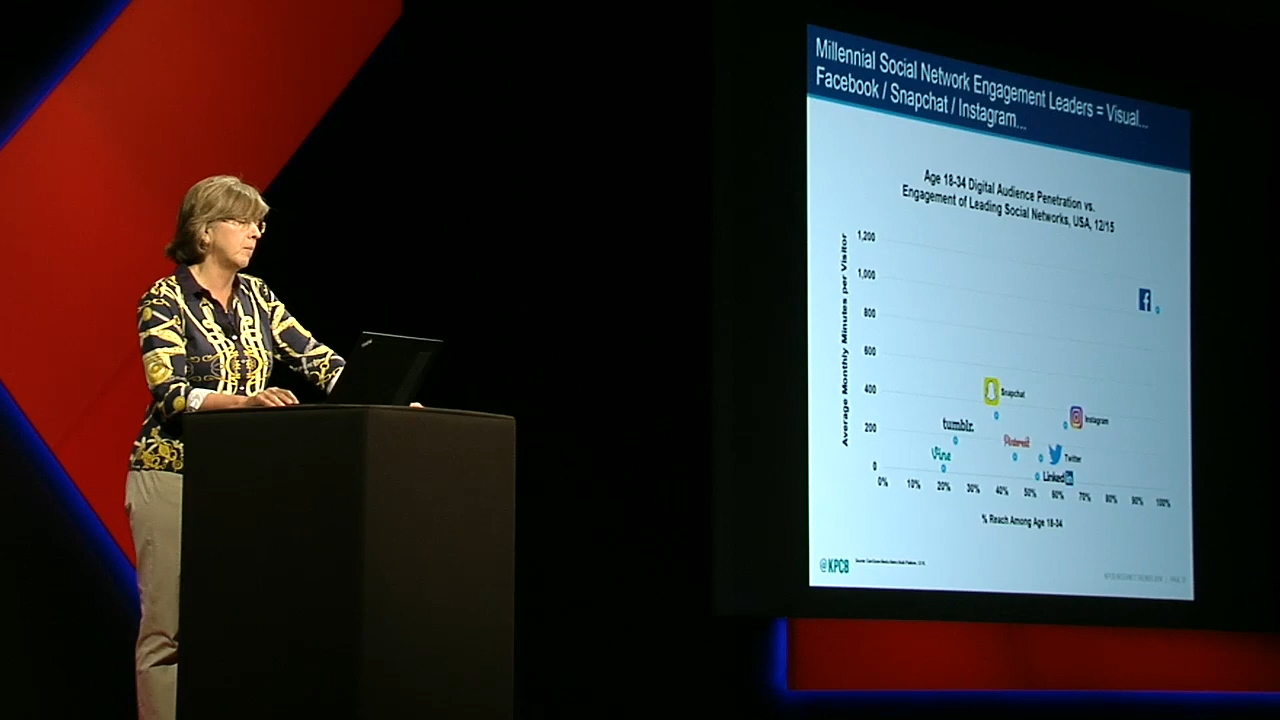 Millennial Social Network Engagement Leaders = Visual...
Facebook / Snapchat / Instagram...
Age 18-34 Digital Audience Penetration vs.
Engagement of Leading Social Networks, USA, 12/15
Average Monthly Minutes per Visitor
1,200
1,000
800
600
400
200
0
f
Snapchat
Instagram
tumblr.
Pinterest
Vine
Twitter
Linked in
0% 10% 20% 30% 40% 50% 60% 70% 80% 90% 100%
% Reach Among Age 18-34
@KPCB